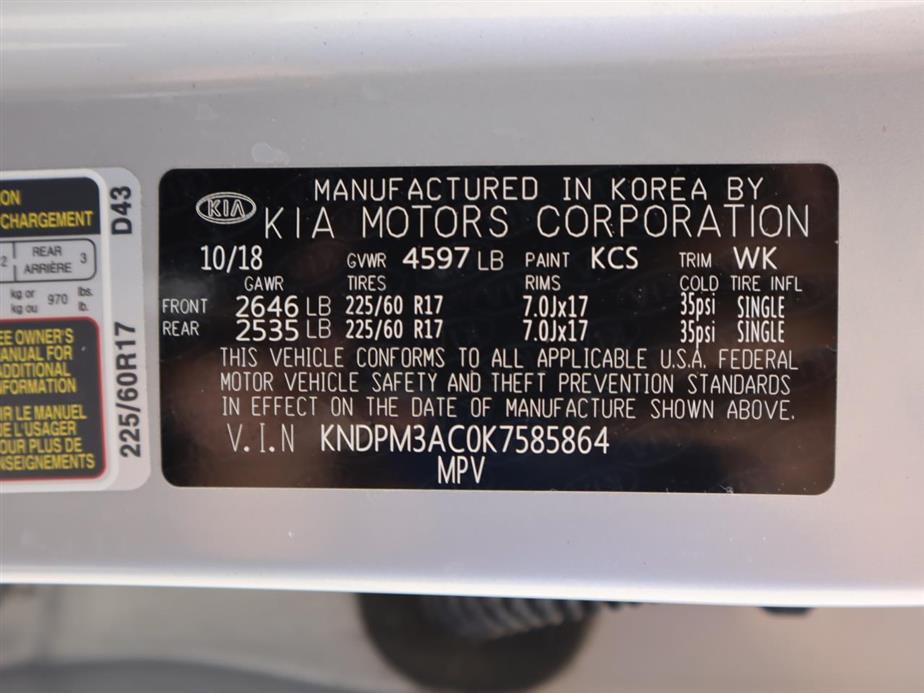 ON
CHARGEMENT
2
REAR
ARRIÈRE 3
kg or
kg ou 970 lbs.
lb.
EE OWNER'S
MANUAL FOR
ADDITIONAL
NFORMATION
IR LE MANUEL
DE L'USAGER
OUR PLUS DE
NSEIGNEMENTS
225/60R17 D43
KIA
MANUFACTURED IN KOREA BY
KIA MOTORS CORPORATION
10/18 GVWR 4597 LB PAINT KCS TRIM WK
GAWR TIRES RIMS COLD TIRE INFL
FRONT 2646 LB 225/60 R17 7.0Jx17 35psi SINGLE
REAR 2535 LB 225/60 R17 7.0Jx17 35psi SINGLE
THIS VEHICLE CONFORMS TO ALL APPLICABLE U.S.A. FEDERAL
MOTOR VEHICLE SAFETY AND THEFT PREVENTION STANDARDS
IN EFFECT ON THE DATE OF MANUFACTURE SHOWN ABOVE.
V.I.N KNDPM3AC0K7585864
MPV